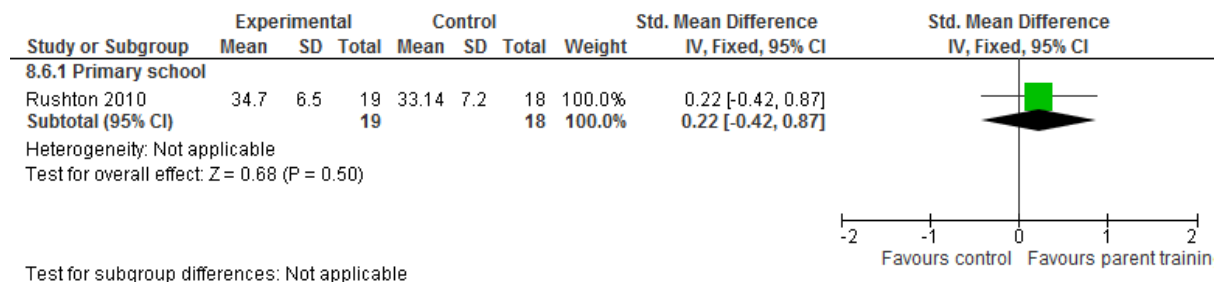 Experimental Control Std. Mean Difference Std. Mean Difference
Study or Subgroup Mean SD Total Mean SD Total Weight IV, Fixed, 95% CI IV, Fixed, 95% CI
8.6.1 Primary school
Rushton 2010 34.7 6.5 19 33.14 7.2 18 100.0% 0.22 [-0.42, 0.87]
Subtotal (95% CI) 19 18 100.0% 0.22 [-0.42, 0.87]
Heterogeneity: Not applicable
Test for overall effect: Z = 0.68 (P = 0.50)
-2 -1 0 1 2
Favours control Favours parent trainin
Test for subgroup differences: Not applicable